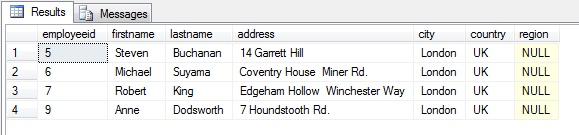 Results Messages
employeeid firstname lastname address city country region
1 5 Steven Buchanan 14 Garrett Hill London UK NULL
2 6 Michael Suyama Coventry House Miner Rd. London UK NULL
3 7 Robert King Edgeham Hollow Winchester Way London UK NULL
4 9 Anne Dodsworth 7 Houndstooth Rd. London UK NULL